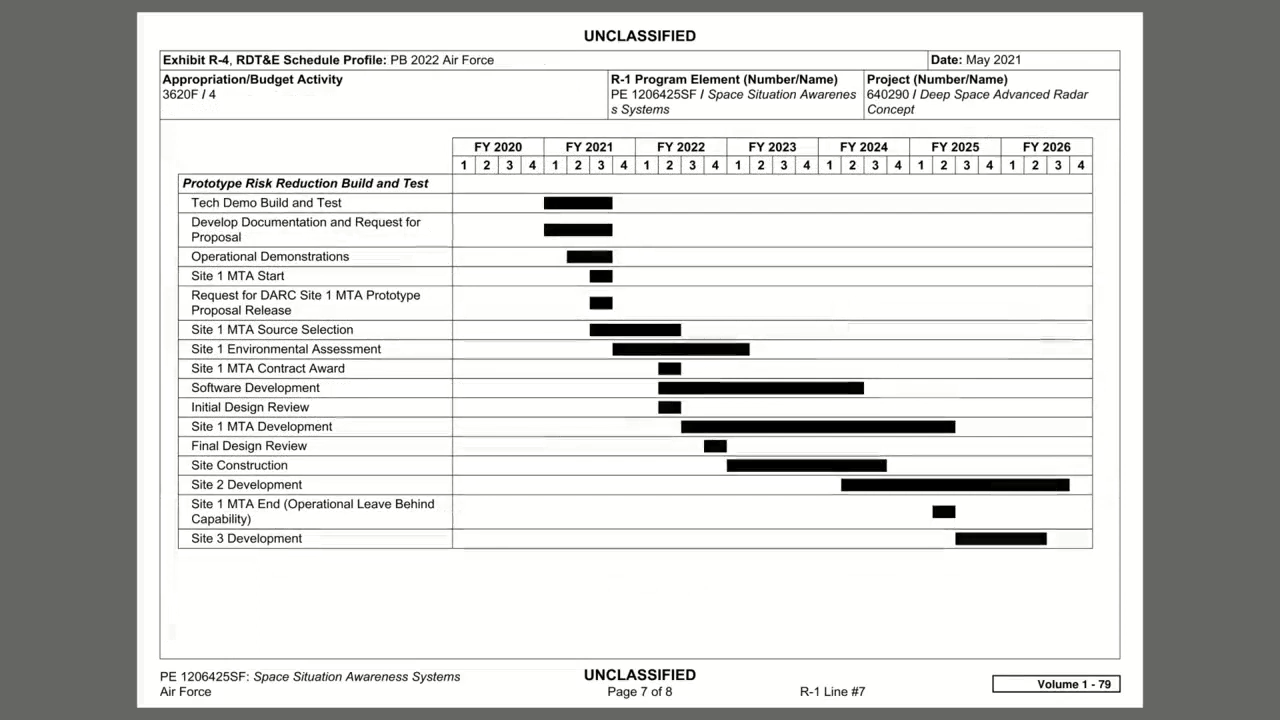 UNCLASSIFIED
Exhibit R-4, RDT&E Schedule Profile: PB 2022 Air Force
Date: May 2021
Appropriation/Budget Activity
3620F / 4
R-1 Program Element (Number/Name)
PE 1206425SF / Space Situation Awarenes
s Systems
Project (Number/Name)
640290 / Deep Space Advanced Radar
Concept
FY 2020 FY 2021 FY 2022 FY 2023 FY 2024 FY 2025 FY 2026
1 2 3 4 1 2 3 4 1 2 3 4 1 2 3 4 1 2 3 4 1 2 3 4 1 2 3 4
Prototype Risk Reduction Build and Test
Tech Demo Build and Test
Develop Documentation and Request for
Proposal
Operational Demonstrations
Site 1 MTA Start
Request for DARC Site 1 MTA Prototype
Proposal Release
Site 1 MTA Source Selection
Site 1 Environmental Assessment
Site 1 MTA Contract Award
Software Development
Initial Design Review
Site 1 MTA Development
Final Design Review
Site Construction
Site 2 Development
Site 1 MTA End (Operational Leave Behind
Capability)
Site 3 Development
PE 1206425SF: Space Situation Awareness Systems
Air Force
UNCLASSIFIED
Page 7 of 8
R-1 Line #7
Volume 1 - 79